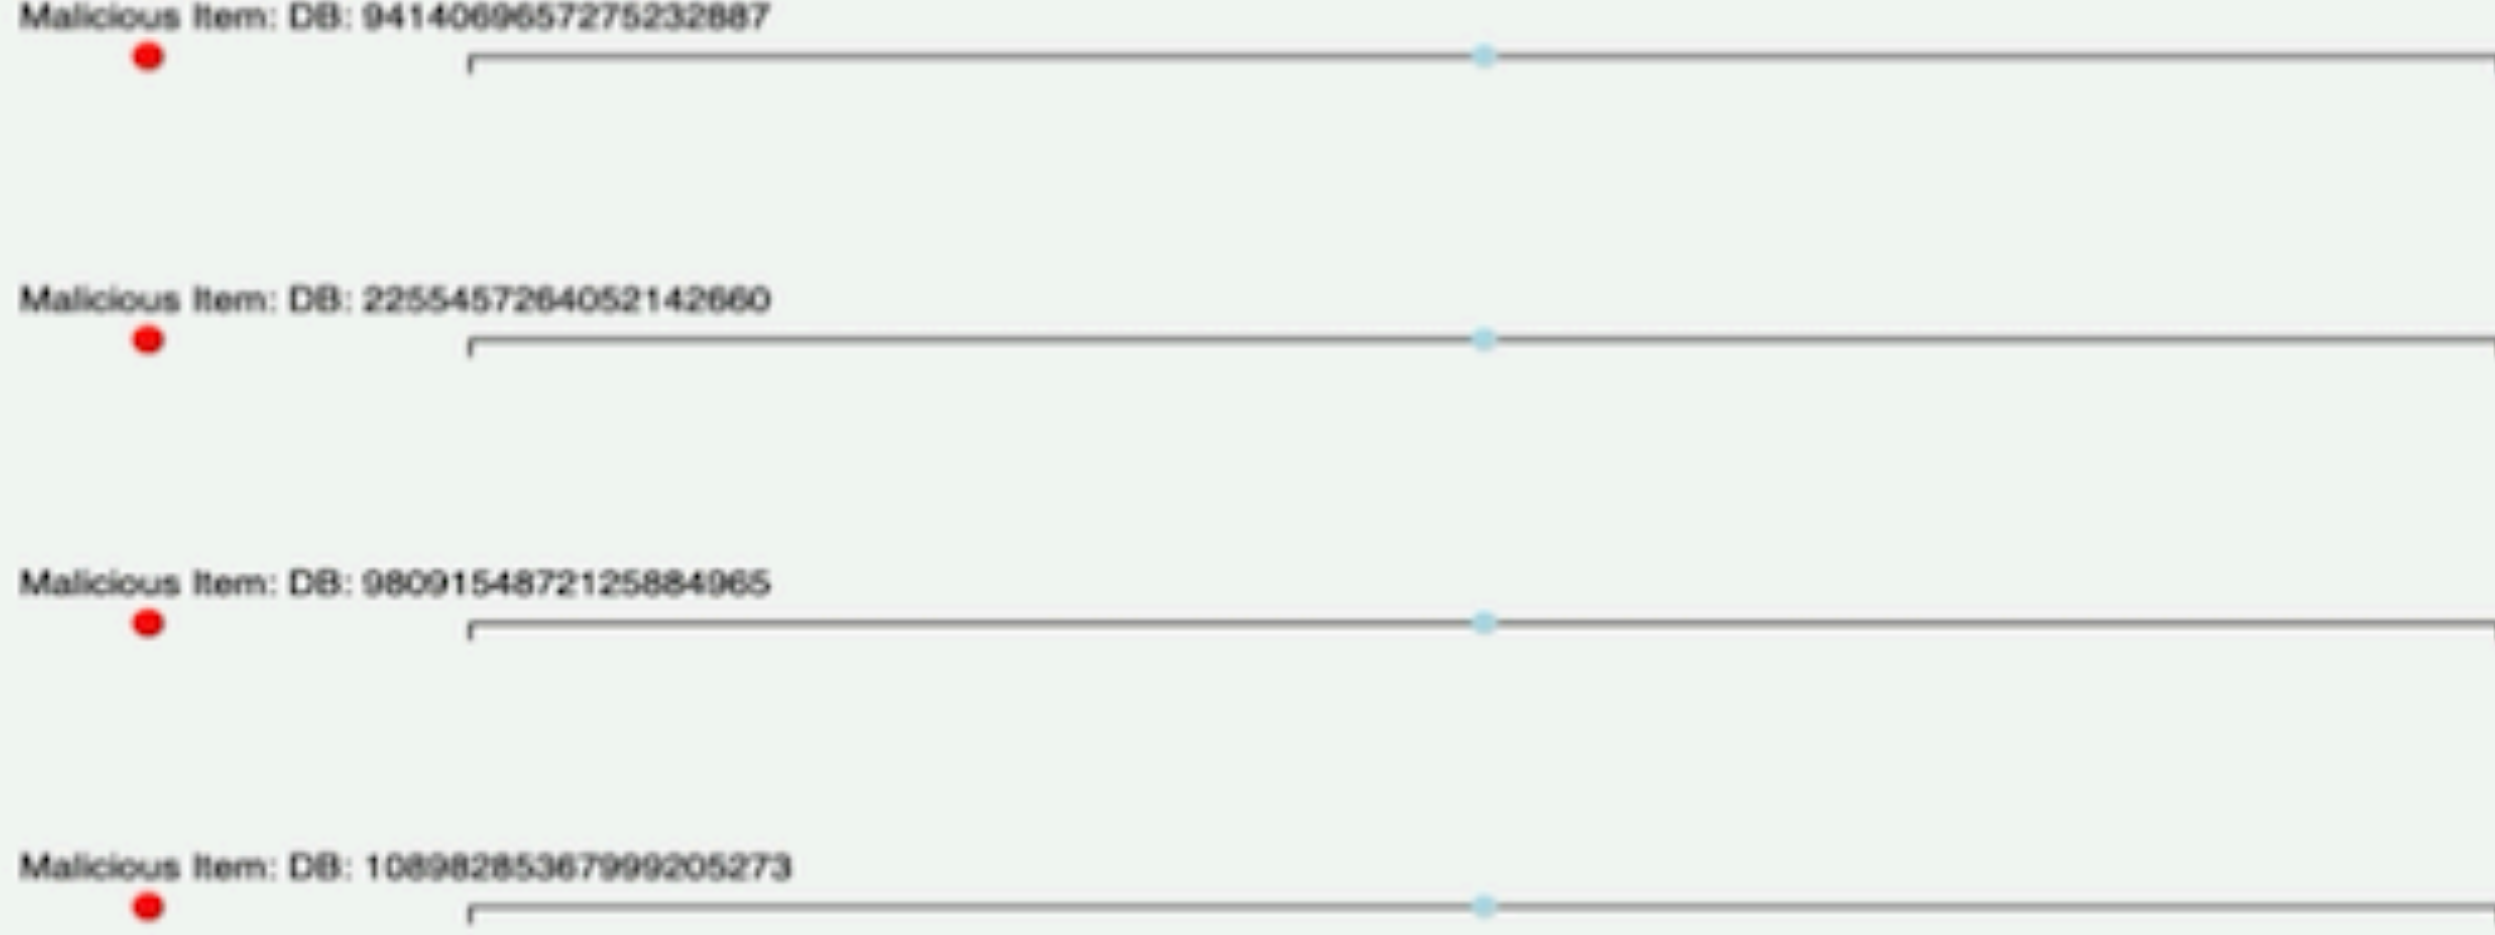 Malicious Item: DB: 9414069657275232887
Malicious Item: DB: 2255457264052142660
Malicious Item: DB: 9809154872125884965
Malicious Item: DB: 10898285367999205273